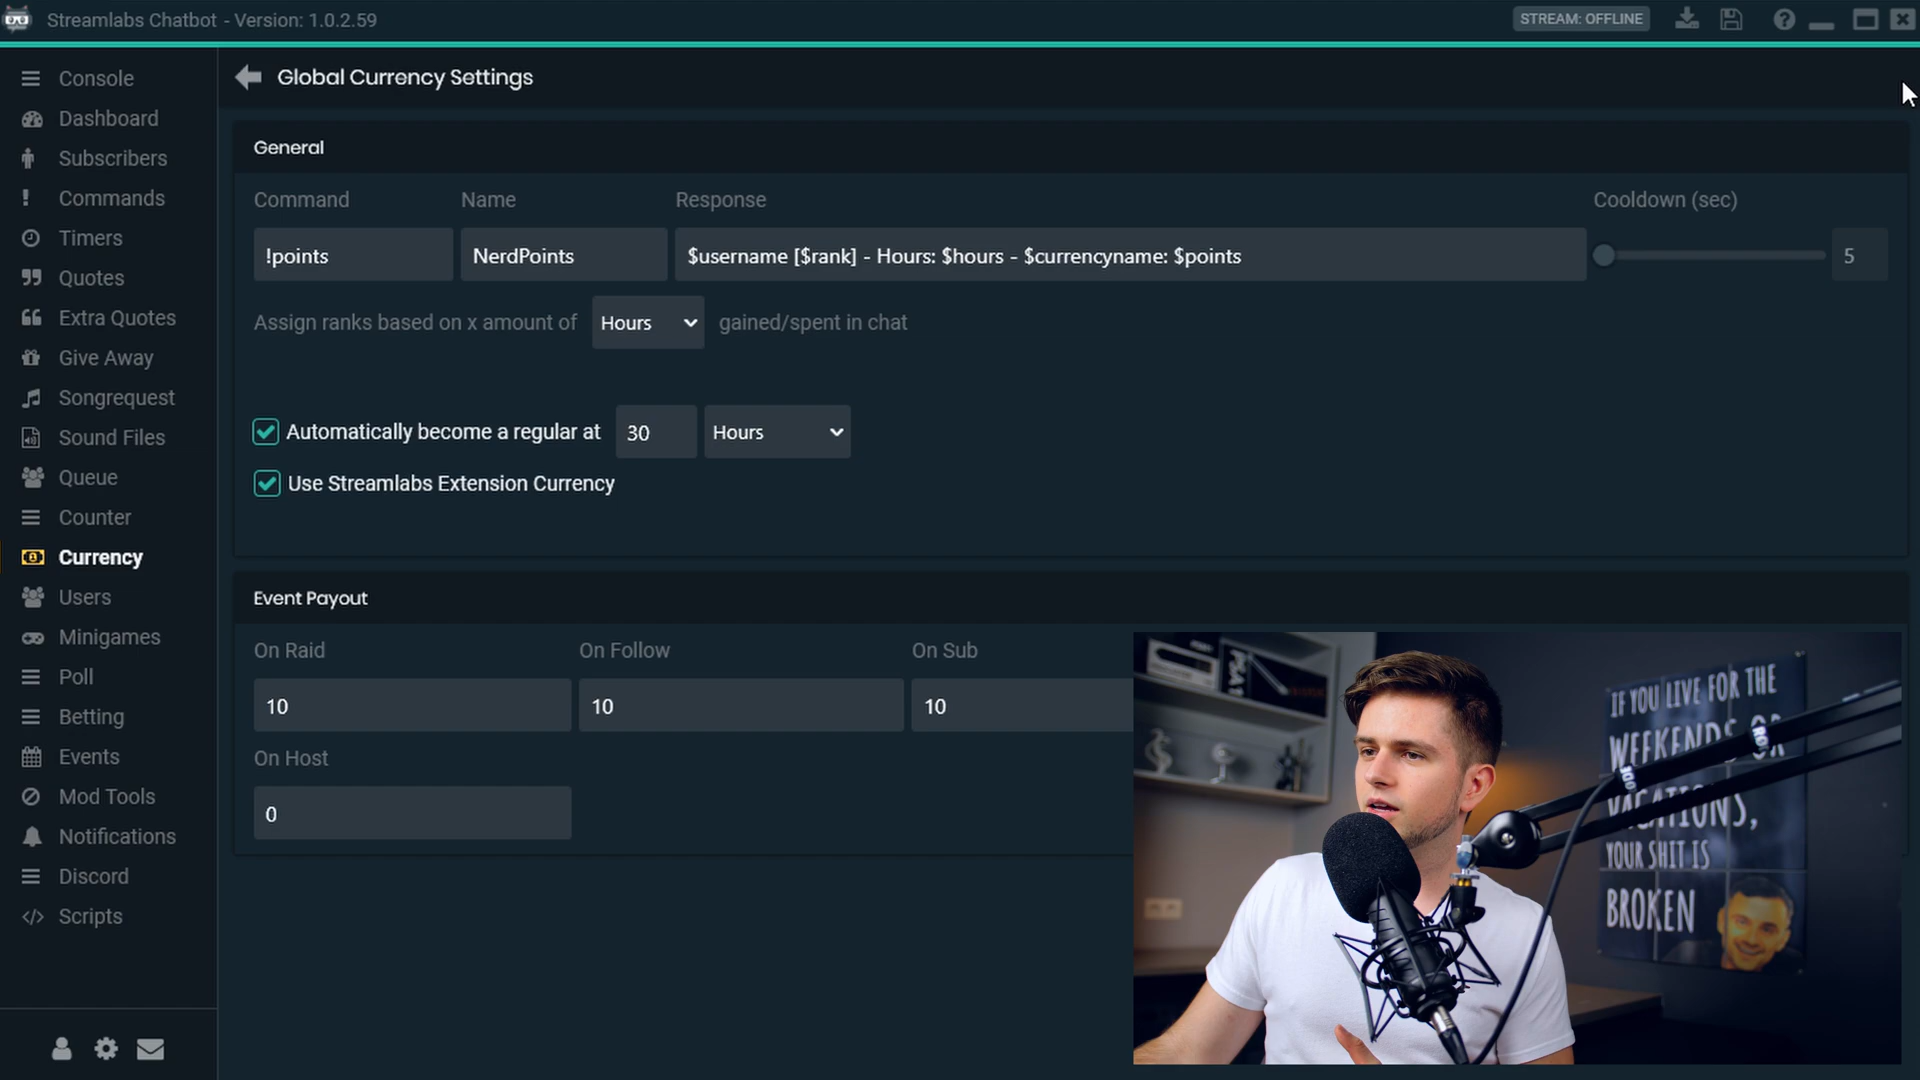 Streamlabs Chatbot - Version: 1.0.2.59
STREAM: OFFLINE
Console
Dashboard
Subscribers
Commands
Timers
Quotes
Extra Quotes
Give Away
Songrequest
Sound Files
Queue
Counter
Currency
Users
Minigames
Poll
Betting
Events
Mod Tools
Notifications
Discord
Scripts
Global Currency Settings
General
Command Name Response Cooldown (sec)
!points NerdPoints $username [$rank] - Hours: $hours - $currencyname: $points 5
Assign ranks based on x amount of Hours gained/spent in chat
Automatically become a regular at 30 Hours
Use Streamlabs Extension Currency
Event Payout
On Raid On Follow On Sub
10 10 10
On Host
0
IF YOU LIVE FOR THE
WEEKENDS OR
VACATIONS,
YOUR SHIT IS
BROKEN